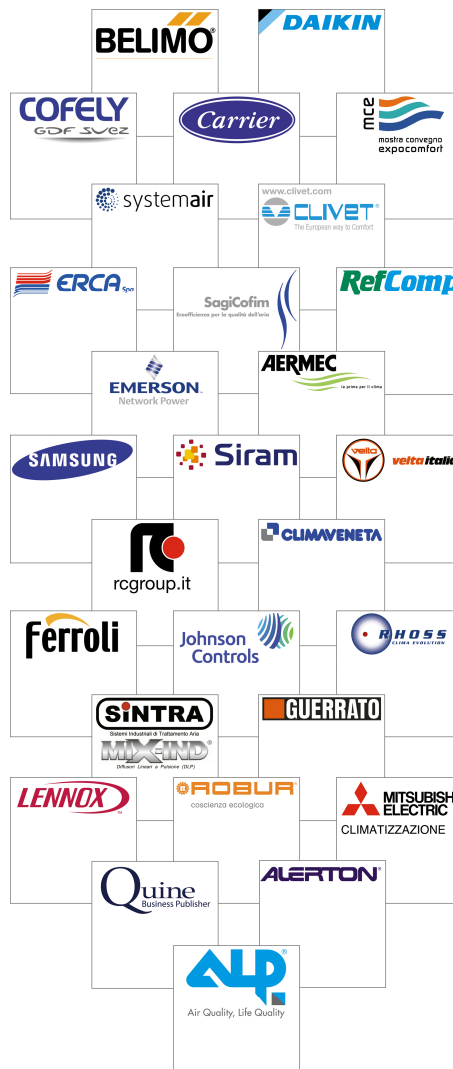 BELIMO®
DAIKIN
COFELY
GDF SUEZ
Carrier
mce
mostra convegno
expocomfort
systemair
www.clivet.com
CLIVET®
The European way to Comfort
ERCA Spa
SagiCofim
Ecoefficienza per la qualità dell'aria
RefComp
EMERSON™
Network Power
AERMEC
la prima per il clima
SAMSUNG
Siram
velta
velta italia
rc
rcgroup.it
CLIMAVENETA
Ferroli
Johnson
Controls
RHOSS
CLIMA EVOLUTION
SINTRA
Sistemi Industriali di Trattamento Aria
MIX-IND®
Diffusori Lineari a Pulsione (DLP)
GUERRATO
LENNOX™
ROBUR®
coscienza ecologica
MITSUBISH
ELECTRIC
CLIMATIZZAZIONE
Quine
Business Publisher
ALERTON®
ALP®
Air Quality, Life Quality